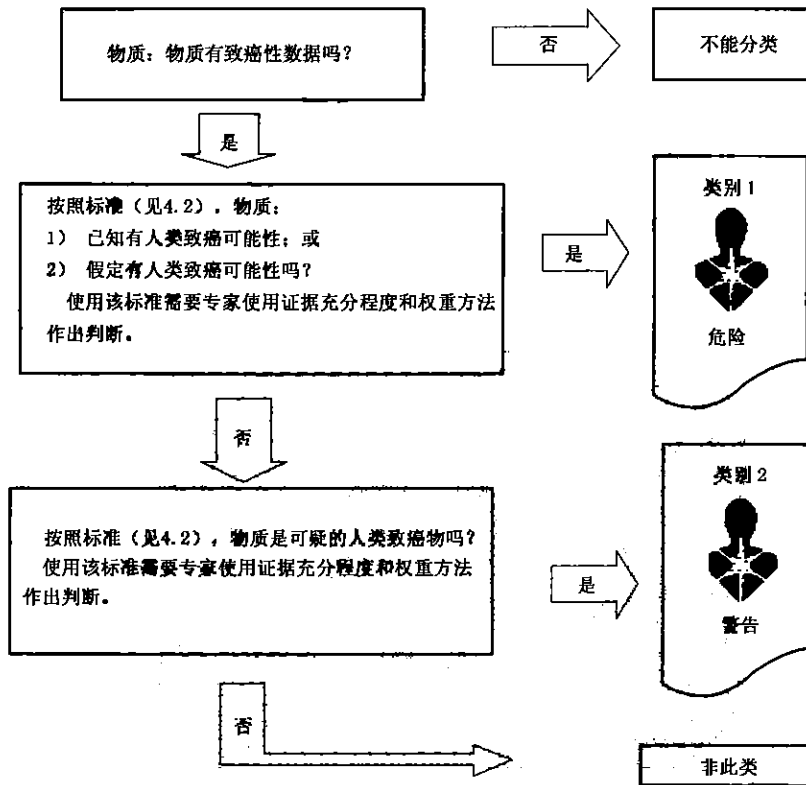 物质：物质有致癌性数据吗？
否
不能分类
是
按照标准（见4.2），物质：
1） 已知有人类致癌可能性；或
2） 假定有人类致癌可能性吗？
使用该标准需要专家使用证据充分程度和权重方法
作出判断。
是
类别1
危险
否
按照标准（见4.2），物质是可疑的人类致癌物吗？
使用该标准需要专家使用证据充分程度和权重方法
作出判断。
是
类别2
警告
否
非此类